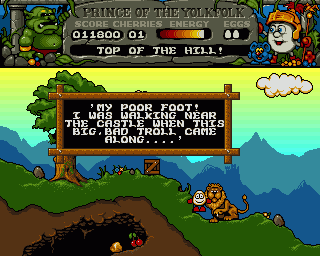 PRINCE OF THE YOLKFOLK
SCORE CHERRIES ENERGY EGGS
011800 01
TOP OF THE HILL!
'MY POOR FOOT!
I WAS WALKING NEAR
THE CASTLE WHEN THIS
BIG,BAD TROLL CAME
ALONG....'